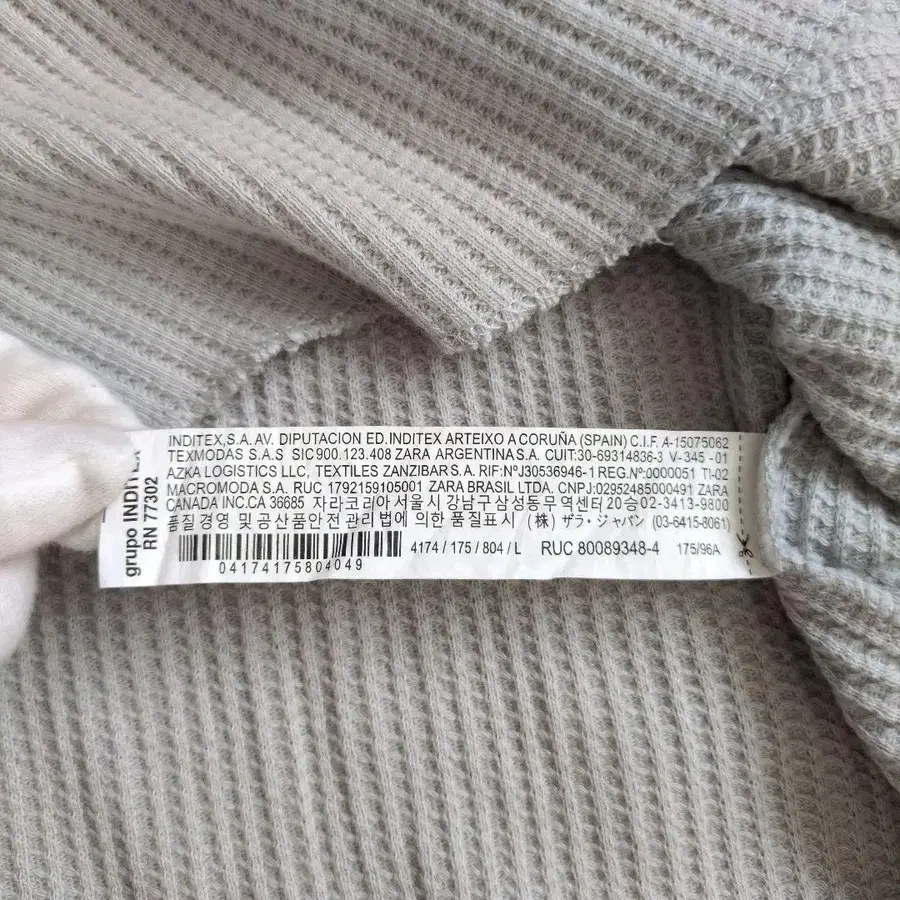 INDITEX,S.A. AV. DIPUTACION ED.INDITEX ARTEIXO A CORUÑA (SPAIN) C.I.F. A-15075062
TEXMODAS S.A.S SIC900.123.408 ZARA ARGENTINA S.A. CUIT:30-69314836-3 V-345 -01
AZKA LOGISTICS LLC, TEXTILES ZANZIBAR S.A. RIF:NºJ30536946-1 REG.Nº:0000051 TI-02
MACROMODA S.A. RUC 1792159105001 ZARA BRASIL LTDA. CNPJ:02952485000491 ZARA
CANADA INC.CA 36685 자라코리아 서울시 강남구 삼성동 무역센터 20층 02-3413-9800
품질 경영 및 공산품안전 관리 법에 의한 품질표시 (株) ザラ・ジャパン (03-6415-8061)
4174 / 175 / 804 / L RUC 80089348-4 175/96A
04174175804049
grupo INDITEX
RN 77302